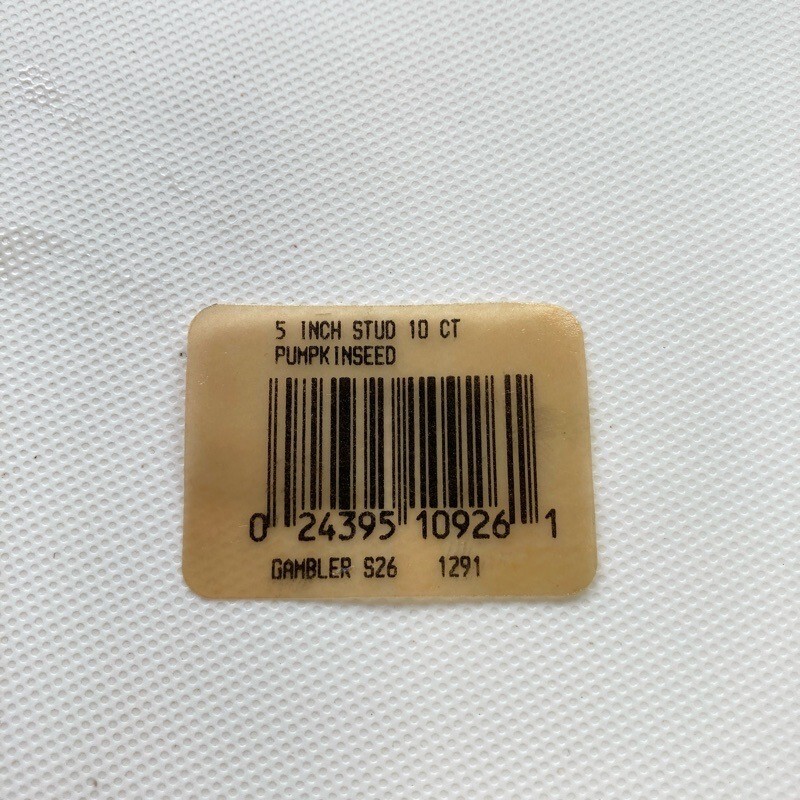 5 INCH STUD 10 CT
PUMPKINSEED
0 24395 10926 1
GAMBLER S26 1291